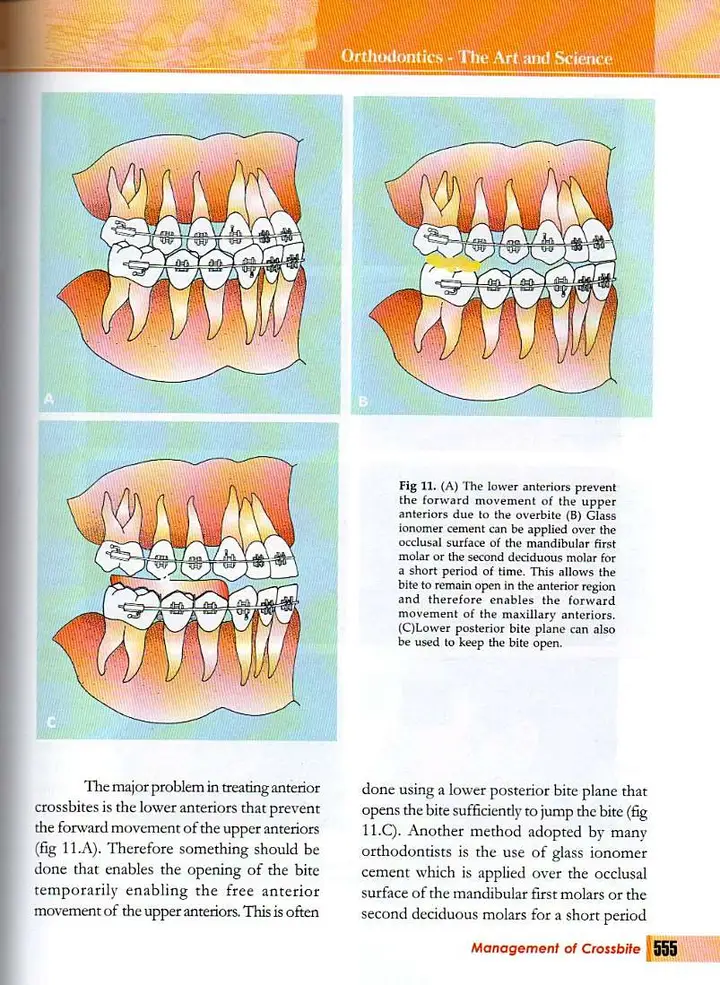 Orthodontics - The Art and Science
A
B
Fig 11. (A) The lower anteriors prevent
the forward movement of the upper
anteriors due to the overbite (B) Glass
ionomer cement can be applied over the
occlusal surface of the mandibular first
molar or the second deciduous molar for
a short period of time. This allows the
bite to remain open in the anterior region
and therefore enables the forward
movement of the maxillary anteriors.
(C)Lower posterior bite plane can also
be used to keep the bite open.
C
The major problem in treating anterior
crossbites is the lower anteriors that prevent
the forward movement of the upper anteriors
(fig 11.A). Therefore something should be
done that enables the opening of the bite
temporarily enabling the free anterior
movement of the upper anteriors. This is often
done using a lower posterior bite plane that
opens the bite sufficiently to jump the bite (fig
11.C). Another method adopted by many
orthodontists is the use of glass ionomer
cement which is applied over the occlusal
surface of the mandibular first molars or the
second deciduous molars for a short period
Management of Crossbite 555